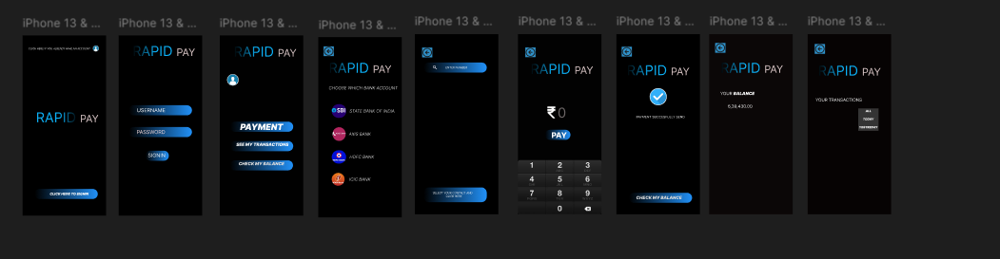 iPhone 13 & ...
CLICK HERE IF YOU ALREADY HAVE AN ACCOUNT
RAPID PAY
CLICK HERE TO SIGNIN
iPhone 13 & ...
RAPID PAY
USERNAME
PASSWORD
SIGNIN
iPhone 13 & ...
RAPID PAY
PAYMENT
SEE MY TRANSACTIONS
CHECK MY BALANCE
iPhone 13 & ...
RAPID PAY
CHOOSE WHICH BANK ACCOUNT
SBI STATE BANK OF INDIA
AXIS BANK
HDFC BANK
ICIC BANK
iPhone 13 & ...
ENTER NUMBER
SELECT YOUR CONTACT AND
CLICK HERE
iPhone 13 & ...
RAPID PAY
₹0
PAY
1 2 3
4 5 6
7 8 9
0
iPhone 13 & ...
RAPID PAY
PAYMENT SUCCESFULLY SEND
CHECK MY BALANCE
iPhone 13 & ...
RAPID PAY
YOUR BALANCE
6,39,430.00
iPhone 13 & ...
RAPID PAY
YOUR TRANSACTIONS
ALL
TODAY
YESTERDAY